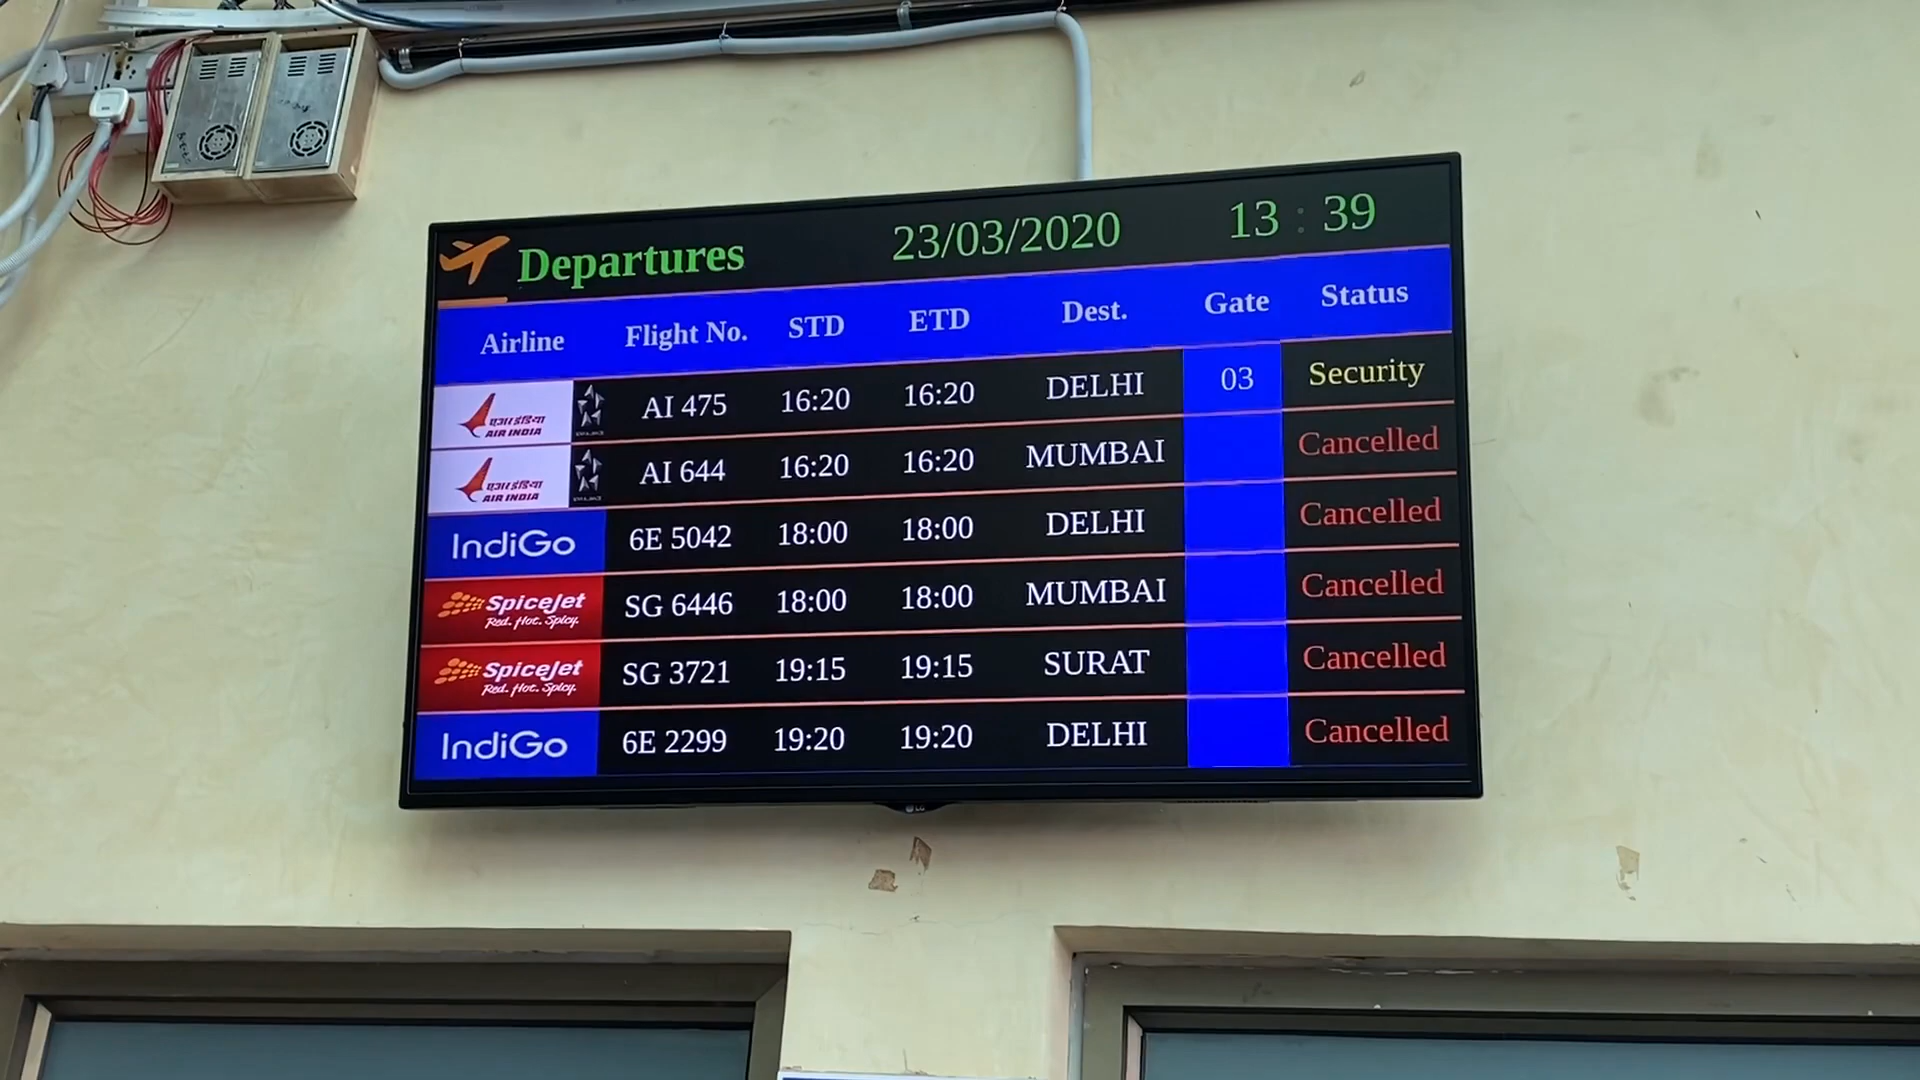 Departures 23/03/2020 13 : 39
Airline Flight No. STD ETD Dest. Gate Status
एअर इंडिया
AIR INDIA
AI 475 16:20 16:20 DELHI 03 Security
एअर इंडिया
AIR INDIA
AI 644 16:20 16:20 MUMBAI Cancelled
IndiGo 6E 5042 18:00 18:00 DELHI Cancelled
SpiceJet
Red. Hot. Spicy.
SG 6446 18:00 18:00 MUMBAI Cancelled
SpiceJet
Red. Hot. Spicy.
SG 3721 19:15 19:15 SURAT Cancelled
IndiGo 6E 2299 19:20 19:20 DELHI Cancelled
LG